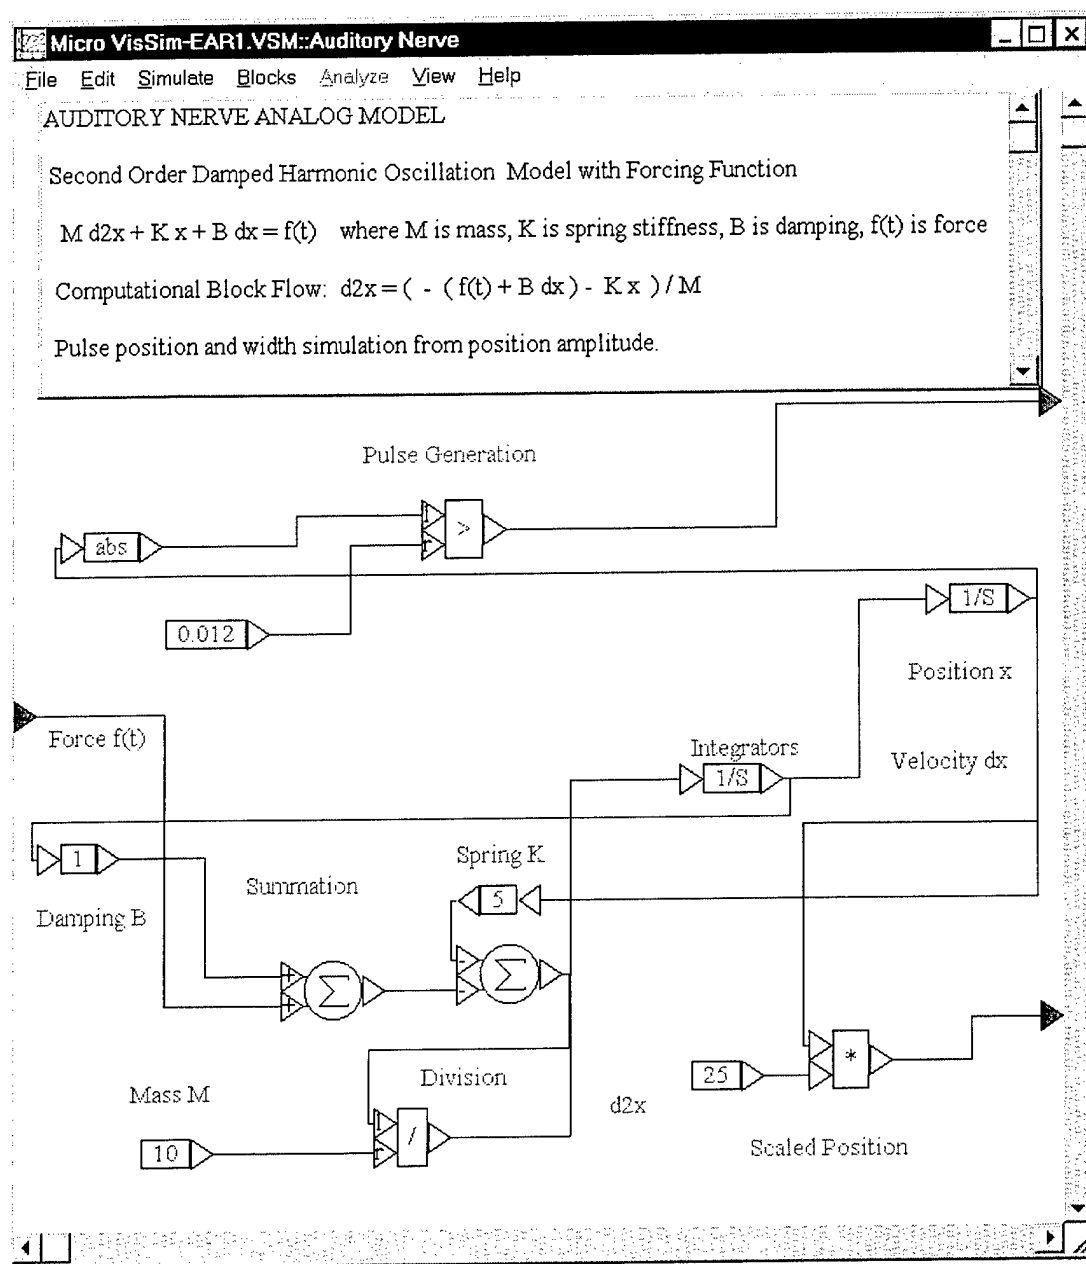 Micro VisSim-EAR1.VSM::Auditory Nerve
File Edit Simulate Blocks Analyze View Help
AUDITORY NERVE ANALOG MODEL
Second Order Damped Harmonic Oscillation Model with Forcing Function
M d2x + K x + B dx = f(t) where M is mass, K is spring stiffness, B is damping, f(t) is force
Computational Block Flow: d2x = ( - ( f(t) + B dx ) - K x ) / M
Pulse position and width simulation from position amplitude.
Pulse Generation
l
>
abs
r
1/S
0.012
Position x
Force f(t)
Integrators
Velocity dx
1/S
1
Spring K
Summation
5
Damping B
-
+
Σ
Σ
+
-
Division
25
*
Mass M
d2x
l
/
10
r
Scaled Position